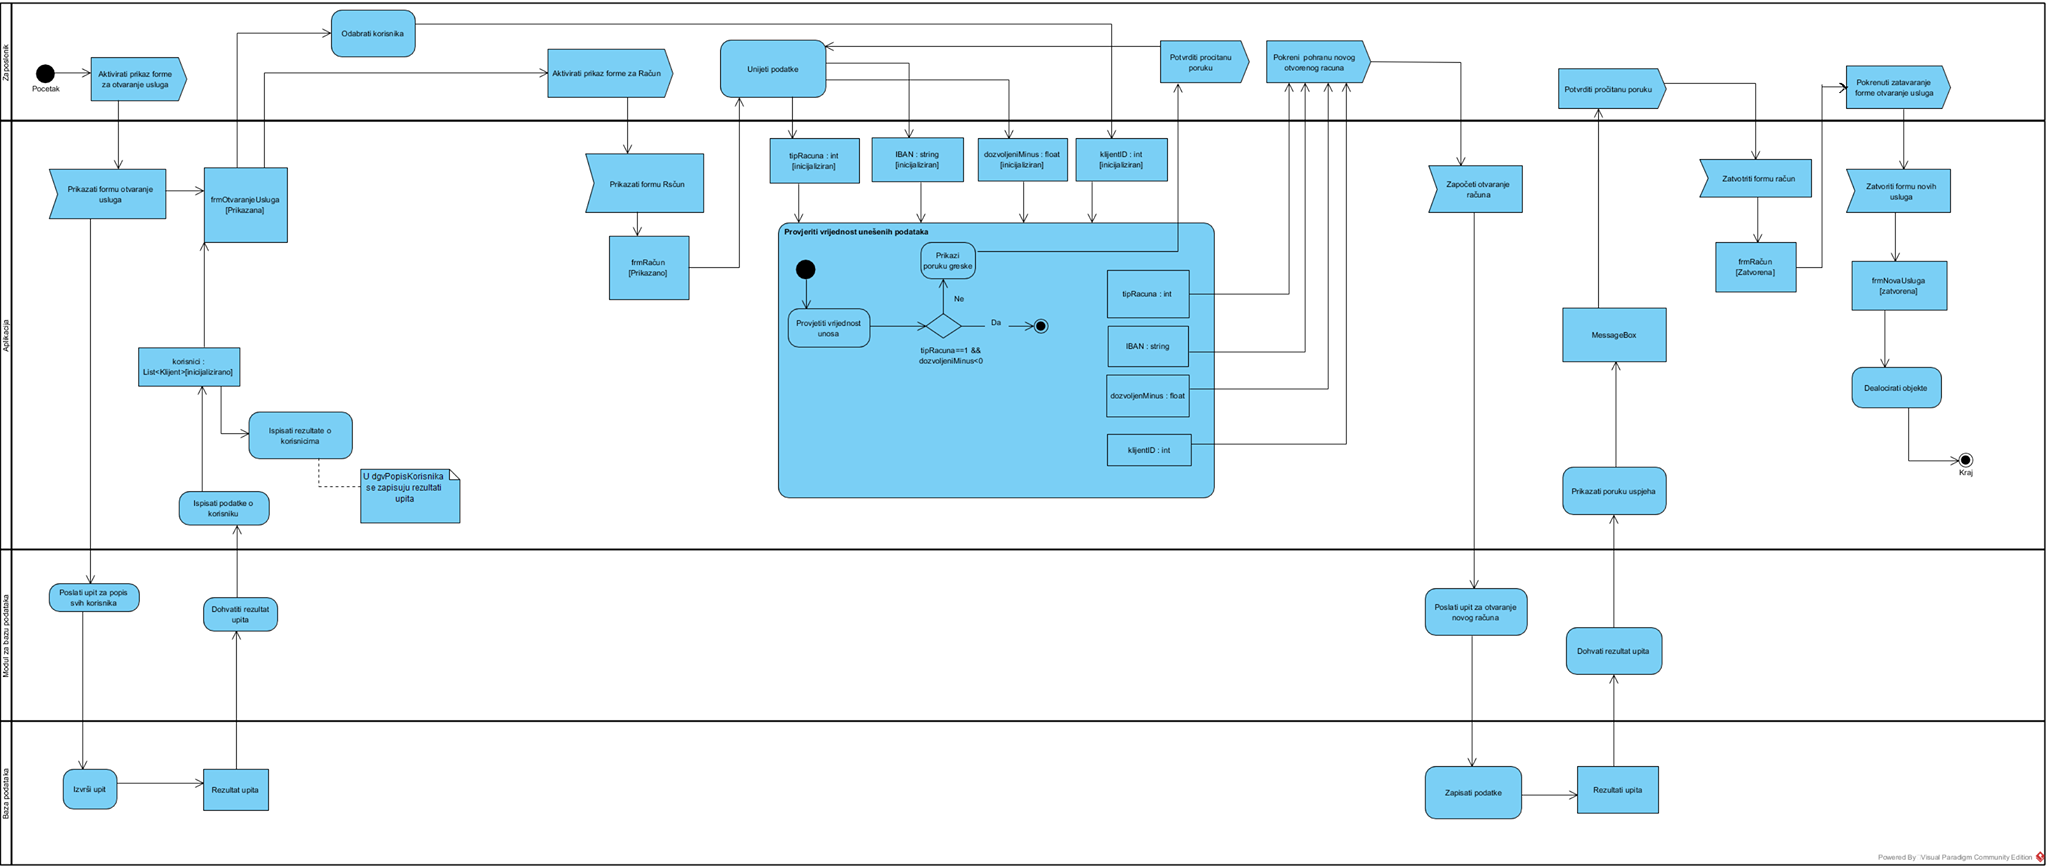 Zaposlonik
Pocetak
Aktivirati prikaz forme
za otvaranje usluga
Odabrati korisnika
Aktivirati prikaz forme za Račun
Unijeti podatke
Potvrditi procitanu
poruku
Pokreni pohranu novog
otvorenog racuna
Potvrditi pročitanu poruku
Pokrenuti zatavaranje
forme otvaranje usluga
Aplikacija
Prikazati formu otvaranje
usluga
frmOtvaranjeUsluga
[Prikazana]
korisnici :
List<Klijent>[inicijalizirano]
Ispisati rezultate o
korisnicima
U dgvPopisKorisnika
se zapisuju rezultati
upita
Ispisati podatke o
korisniku
Prikazati formu Rsčun
frmRačun
[Prikazano]
tipRacuna : int
[inicijaliziran]
IBAN : string
[inicijaliziran]
dozvoljeniMinus : float
[inicijaliziran]
klijentID : int
[inicijaliziran]
Provjeriti vrijednost unešenih podataka
Prikazi
poruku greske
Ne
Provjetiti vrijednost
unosa
Da
tipRacuna==1 &&
dozvoljeniMinus<0
tipRacuna : int
IBAN : string
dozvoljenMinus : float
klijentID : int
Započeti otvaranje
računa
MessageBox
Prikazati poruku uspjeha
Zatvotriti formu račun
frmRačun
[Zatvorena]
Zatvoriti formu novih
usluga
frmNovaUsluga
[zatvorena]
Dealocirati objekte
Kraj
Modul za bazu podataka
Poslati upit za popis
svih korisnika
Dohvatiti rezultat
upita
Poslati upit za otvaranje
novog računa
Dohvati rezultat upita
Baza podataka
Izvrši upit
Rezultat upita
Zapisati podatke
Rezultati upita
Powered By Visual Paradigm Community Edition